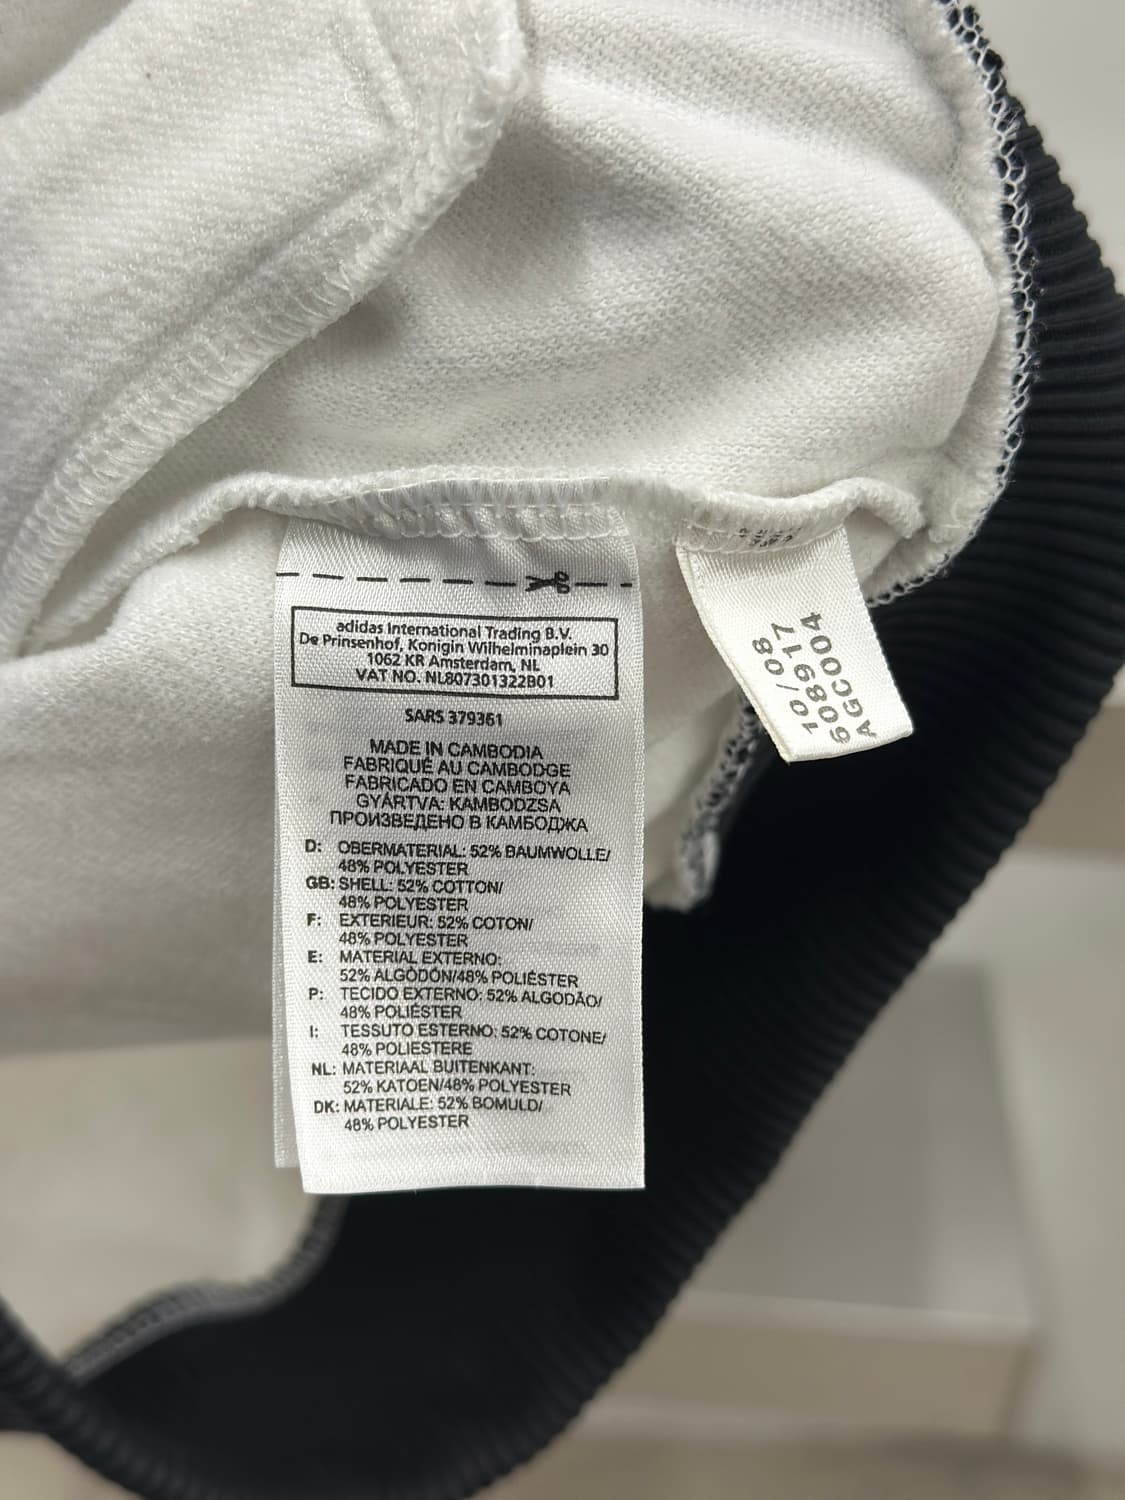 adidas International Trading B.V.
De Prinsenhof, Konigin Wilhelminaplein 30
1062 KR Amsterdam, NL
VAT NO. NL807301322B01
SARS 379361
MADE IN CAMBODIA
FABRIQUÉ AU CAMBODGE
FABRICADO EN CAMBOYA
GYÁRTVA: KAMBODZSA
ПРОИЗВЕДЕНО В КАМБОДЖА
D: OBERMATERIAL: 52% BAUMWOLLE/
48% POLYESTER
GB: SHELL: 52% COTTON/
48% POLYESTER
F: EXTERIEUR: 52% COTON/
48% POLYESTER
E: MATERIAL EXTERNO:
52% ALGÒDÓN/48% POLIÉSTER
P: TECIDO EXTERNO: 52% ALGODÃO/
48% POLIÉSTER
I: TESSUTO ESTERNO: 52% COTONE/
48% POLIESTERE
NL: MATERIAAL BUITENKANT:
52% KATOEN/48% POLYESTER
DK: MATERIALE: 52% BOMULD/
48% POLYESTER
10/08
608917
AGC004